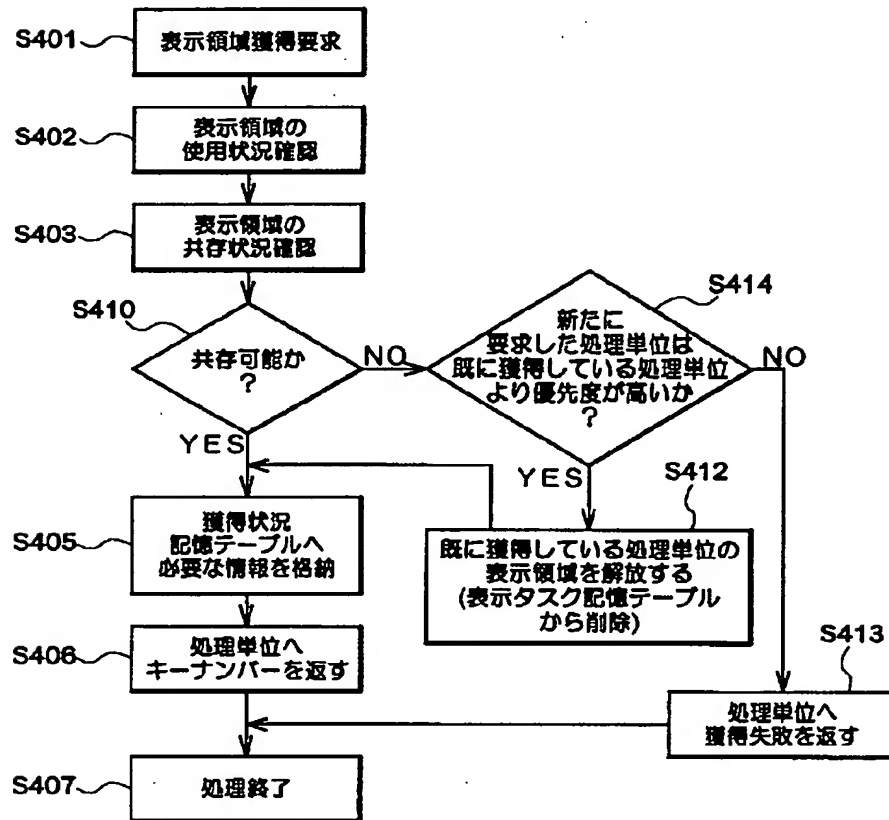 S401
表示領域獲得要求
S402
表示領域の
使用状況確認
S403
表示領域の
共存状況確認
S410
共存可能か
?
NO
YES
S414
新たに
要求した処理単位は
既に獲得している処理単位
より優先度が高いか
?
NO
YES
S412
既に獲得している処理単位の
表示領域を解放する
(表示タスク記憶テーブル
から削除)
S405
獲得状況
記憶テーブルへ
必要な情報を格納
S406
処理単位へ
キーナンバーを返す
S413
処理単位へ
獲得失敗を返す
S407
処理終了